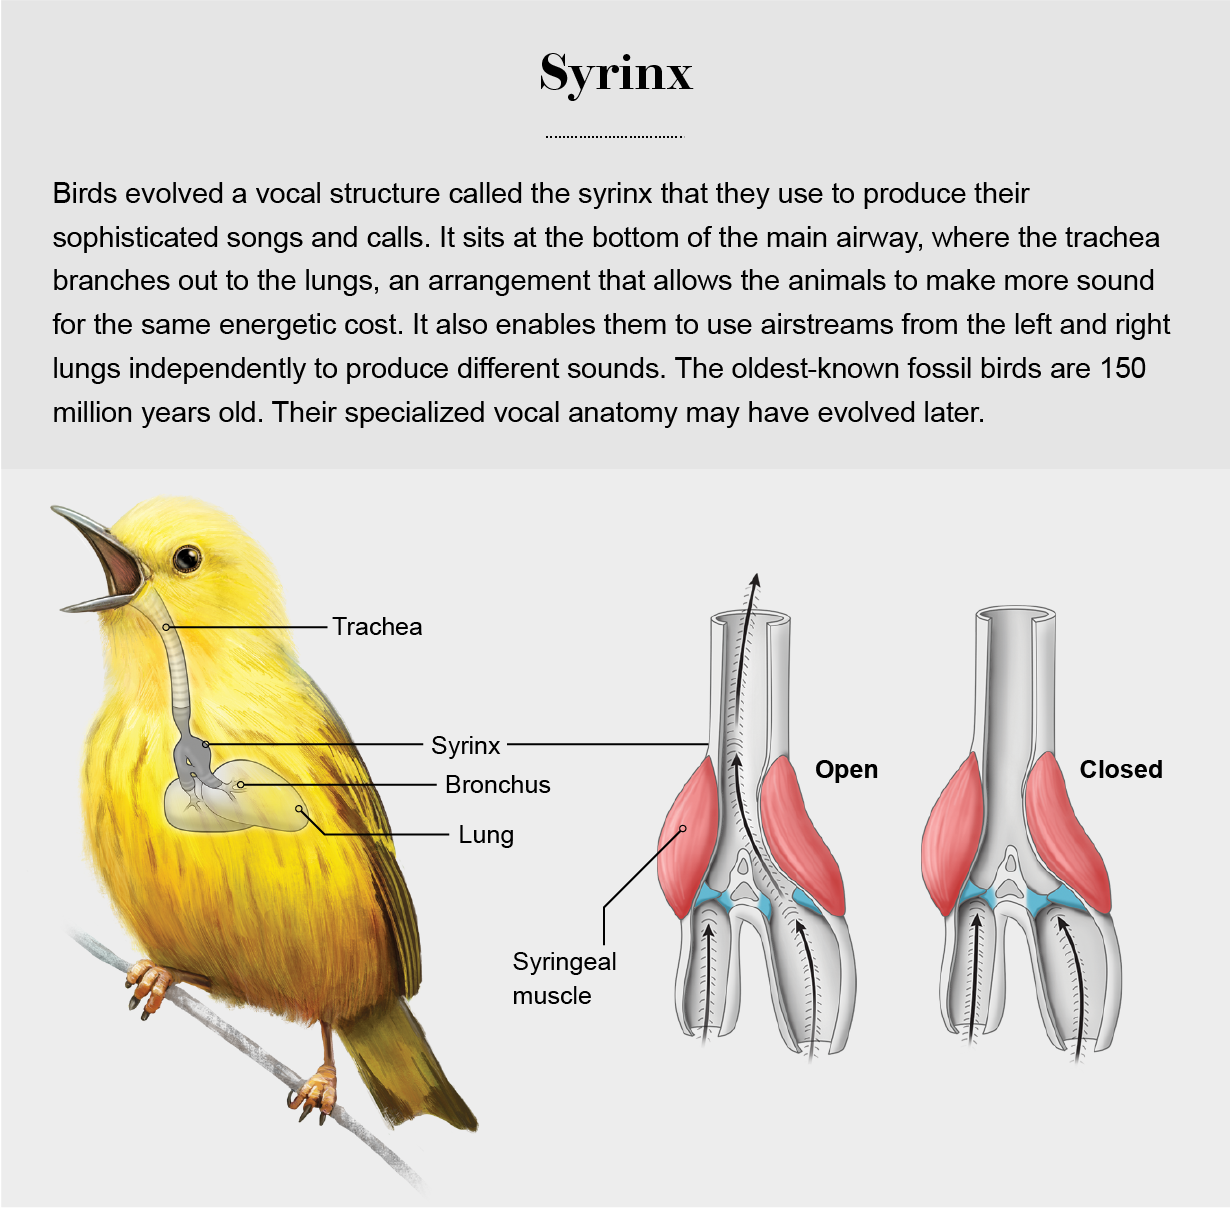 Syrinx
Birds evolved a vocal structure called the syrinx that they use to produce their
sophisticated songs and calls. It sits at the bottom of the main airway, where the trachea
branches out to the lungs, an arrangement that allows the animals to make more sound
for the same energetic cost. It also enables them to use airstreams from the left and right
lungs independently to produce different sounds. The oldest-known fossil birds are 150
million years old. Their specialized vocal anatomy may have evolved later.
Trachea
Syrinx
Bronchus
Lung
Open
Closed
Syringeal
muscle